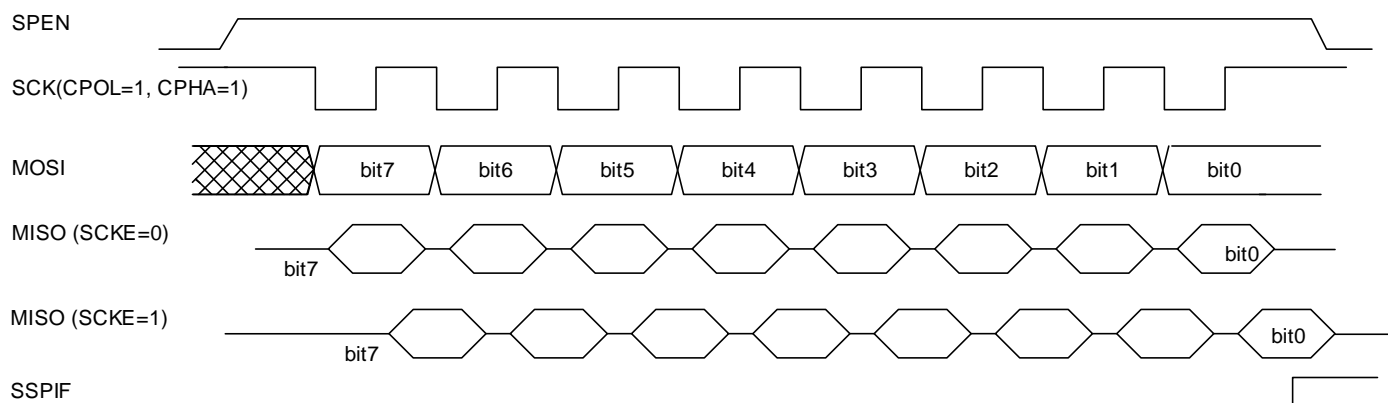 SPEN
SCK(CPOL=1, CPHA=1)
MOSI
bit7 bit6 bit5 bit4 bit3 bit2 bit1 bit0
MISO (SCKE=0)
bit7 bit0
MISO (SCKE=1)
bit7 bit0
SSPIF